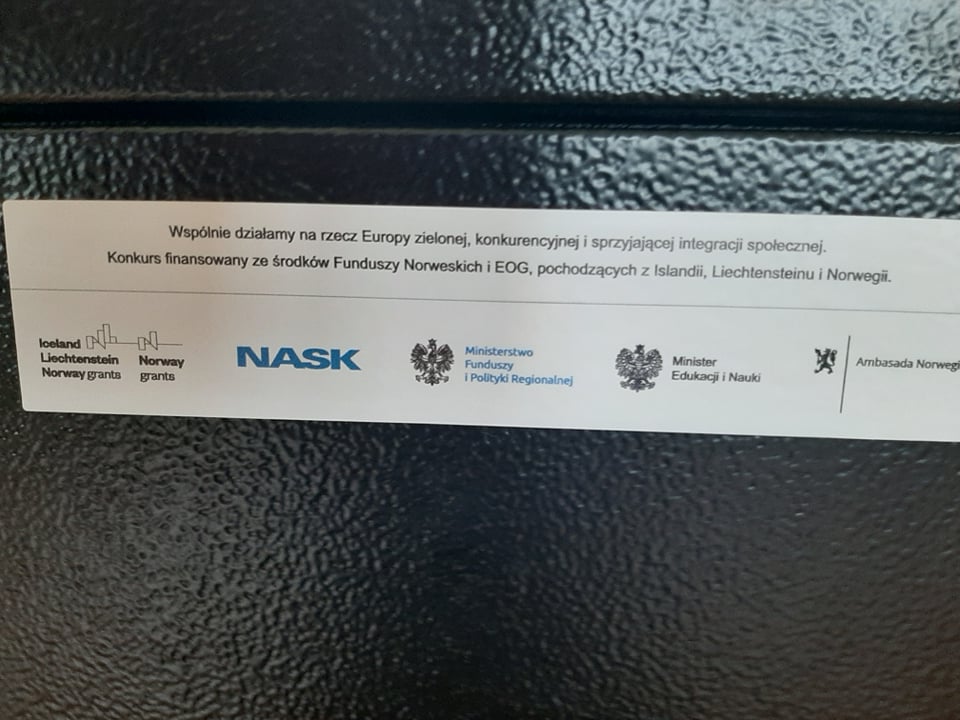 Wspólnie działamy na rzecz Europy zielonej, konkurencyjnej i sprzyjającej integracji społecznej.
Konkurs finansowany ze środków Funduszy Norweskich i EOG, pochodzących z Islandii, Liechtensteinu i Norwegii.
Iceland
Liechtenstein
Norway grants
Norway
grants
NASK
Ministerstwo
Funduszy
i Polityki Regionalnej
Minister
Edukacji i Nauki
Ambasada Norwegi